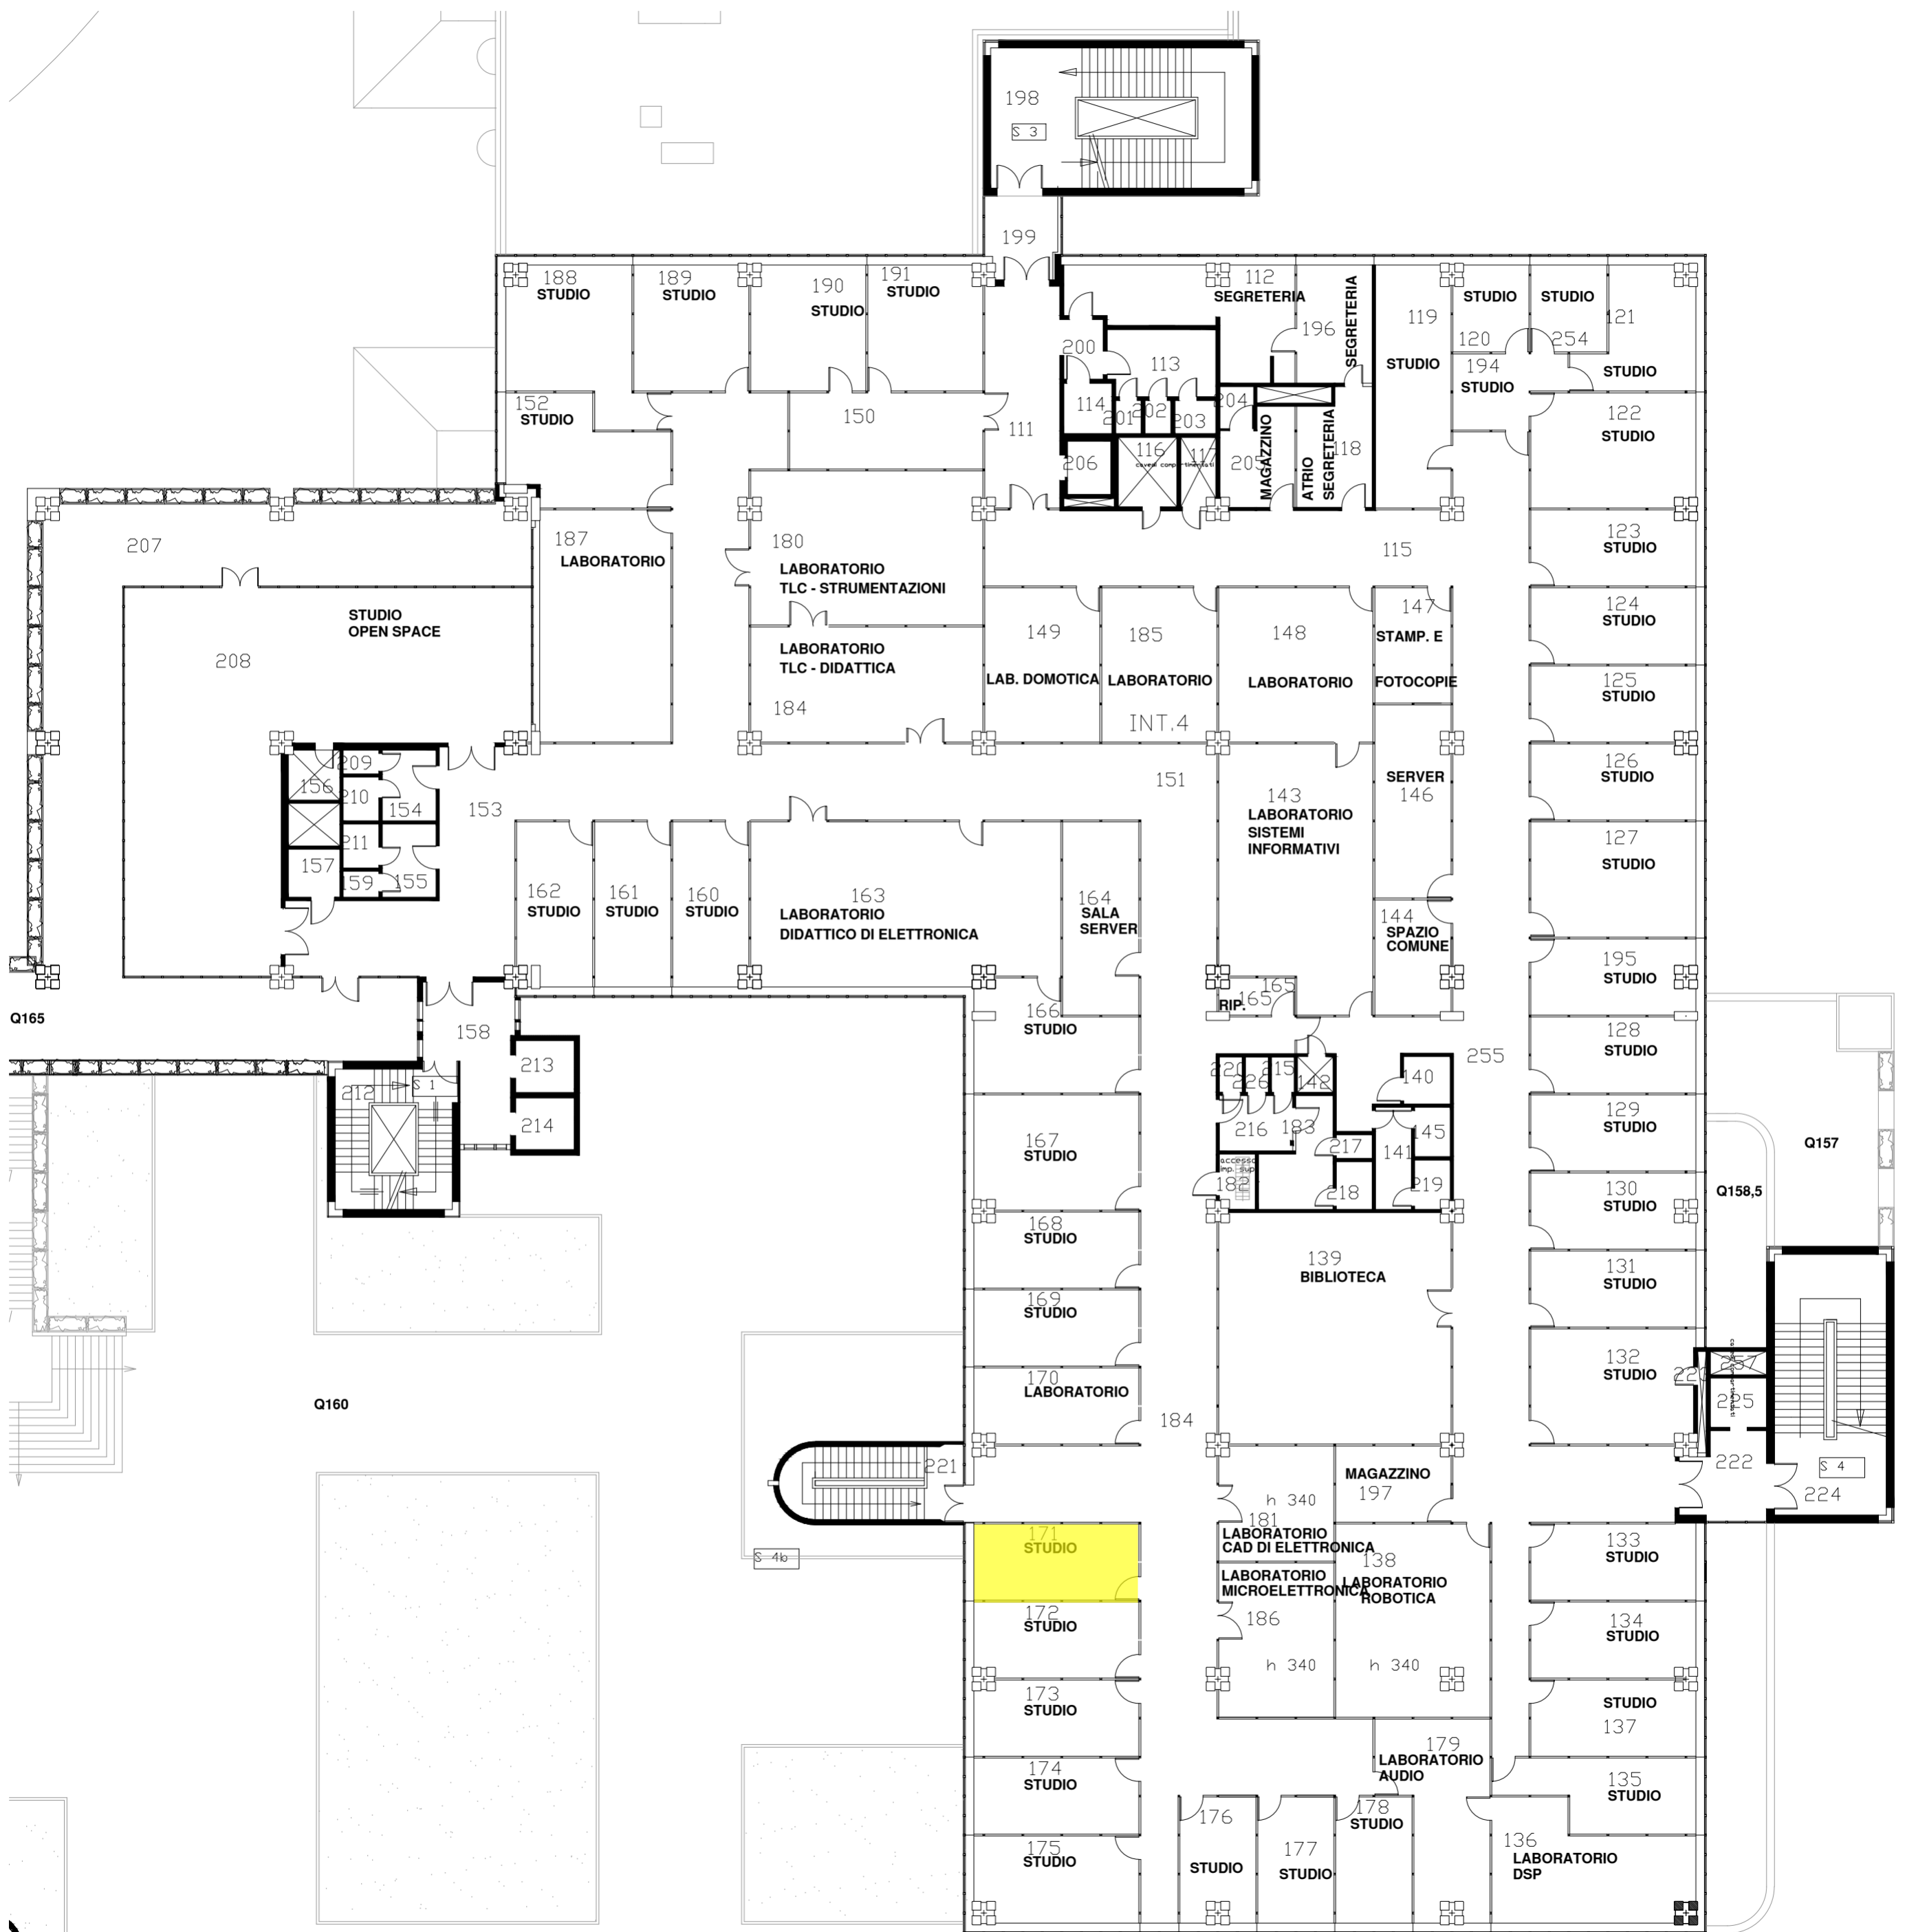 198
S 3
199
188
STUDIO
189
STUDIO
190
STUDIO
191
STUDIO
112
SEGRETERIA
196
SEGRETERIA
119
STUDIO
STUDIO
120
STUDIO
254
121
STUDIO
194
STUDIO
200
113
114
201
202
203
204
152
STUDIO
150
111
206
116
117
205
MAGAZZINO
ATRIO
SEGRETERIA
118
122
STUDIO
207
187
LABORATORIO
180
LABORATORIO
TLC - STRUMENTAZIONI
115
123
STUDIO
STUDIO
OPEN SPACE
208
LABORATORIO
TLC - DIDATTICA
184
149
LAB. DOMOTICA
185
LABORATORIO
INT.4
148
LABORATORIO
147
STAMP. E
FOTOCOPIE
124
STUDIO
125
STUDIO
156
209
210
154
153
151
143
LABORATORIO
SISTEMI
INFORMATIVI
SERVER
146
126
STUDIO
211
157
159
155
127
STUDIO
162
STUDIO
161
STUDIO
160
STUDIO
163
LABORATORIO
DIDATTICO DI ELETTRONICA
164
SALA
SERVER
144
SPAZIO
COMUNE
195
STUDIO
Q165
158
166
STUDIO
RIP.
165
165
128
STUDIO
255
213
214
212
S 1
220
226
215
142
140
216
183
217
141
145
129
STUDIO
Q157
167
STUDIO
accesso
imp. sup
182
218
219
130
STUDIO
Q158,5
168
STUDIO
139
BIBLIOTECA
131
STUDIO
169
STUDIO
170
LABORATORIO
132
STUDIO
225
Q160
184
221
222
S 4
224
h 340
181
MAGAZZINO
197
171
STUDIO
LABORATORIO
CAD DI ELETTRONICA
138
LABORATORIO
ROBOTICA
133
STUDIO
S 4b
LABORATORIO
MICROELETTRONICA
186
172
STUDIO
134
STUDIO
h 340
h 340
173
STUDIO
STUDIO
137
174
STUDIO
179
LABORATORIO
AUDIO
135
STUDIO
175
STUDIO
176
STUDIO
177
STUDIO
178
STUDIO
136
LABORATORIO
DSP